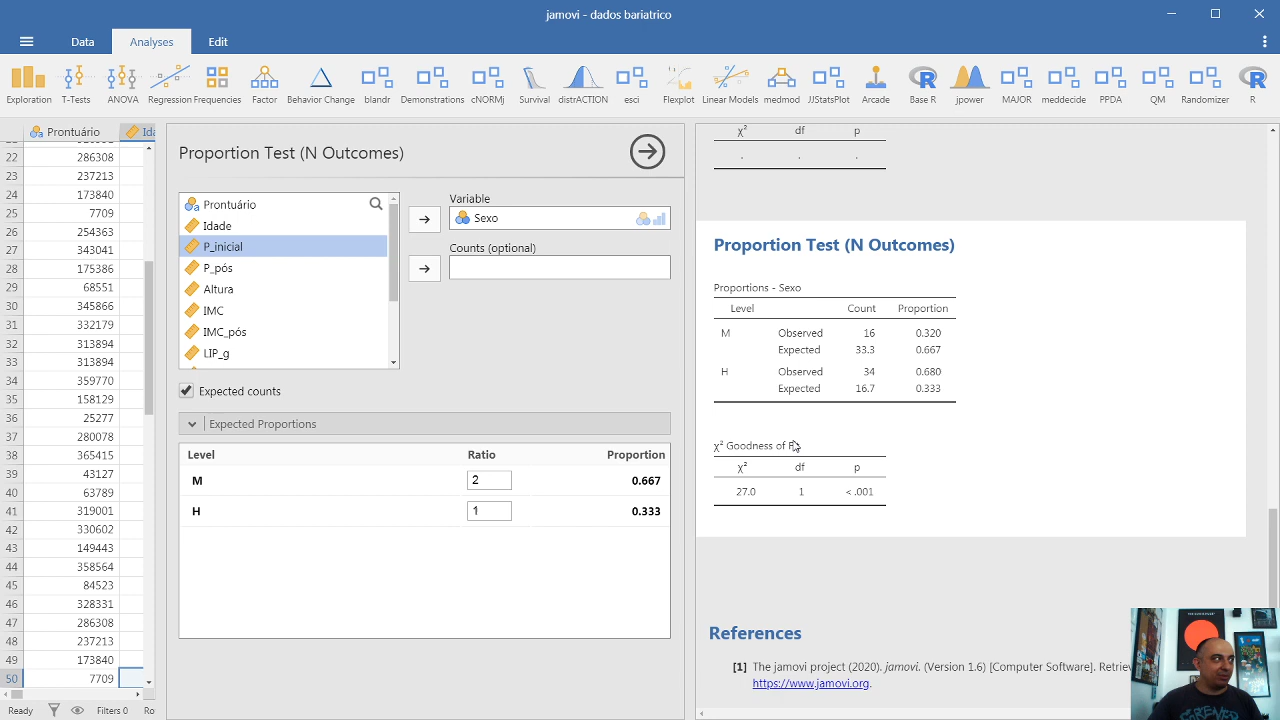 jamovi - dados bariatrico
Data Analyses Edit
Exploration T-Tests ANOVA Regression Frequencies Factor Behavior Change blandr Demonstrations cNORMj Survival distrACTION esci Flexplot Linear Models medmod JJStatsPlot Arcade Base R jpower MAJOR meddecide PPDA QM Randomizer R
Prontuário
22 286308
23 237213
24 173840
25 7709
26 254363
27 343041
28 175386
29 68551
30 345866
31 332179
32 313894
33 313894
34 359770
35 158129
36 25277
37 280078
38 365415
39 43127
40 63789
41 319001
42 330602
43 149443
44 358564
45 84523
46 328331
47 286308
48 237213
49 173840
50 7709
Ready Filters 0
Proportion Test (N Outcomes)
Prontuário
Idade
P_inicial
P_pós
Altura
IMC
IMC_pós
LIP_g
Variable
Sexo
Counts (optional)
Expected counts
Expected Proportions
Level Ratio Proportion
M 2 0.667
H 1 0.333
χ² df p
. . .
Proportion Test (N Outcomes)
Proportions - Sexo
Level Count Proportion
M Observed 16 0.320
Expected 33.3 0.667
H Observed 34 0.680
Expected 16.7 0.333
χ² Goodness of
χ² df p
27.0 1 < .001
References
[1] The jamovi project (2020). jamovi. (Version 1.6) [Computer Software].
https://www.jamovi.org.